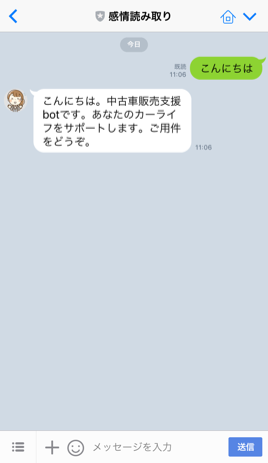 感情読み取り
今日
既読
11:06
こんにちは
こんにちは。中古車販売支援
botです。あなたのカーライ
フをサポートします。ご用件
をどうぞ。
11:06
メッセージを入力
送信